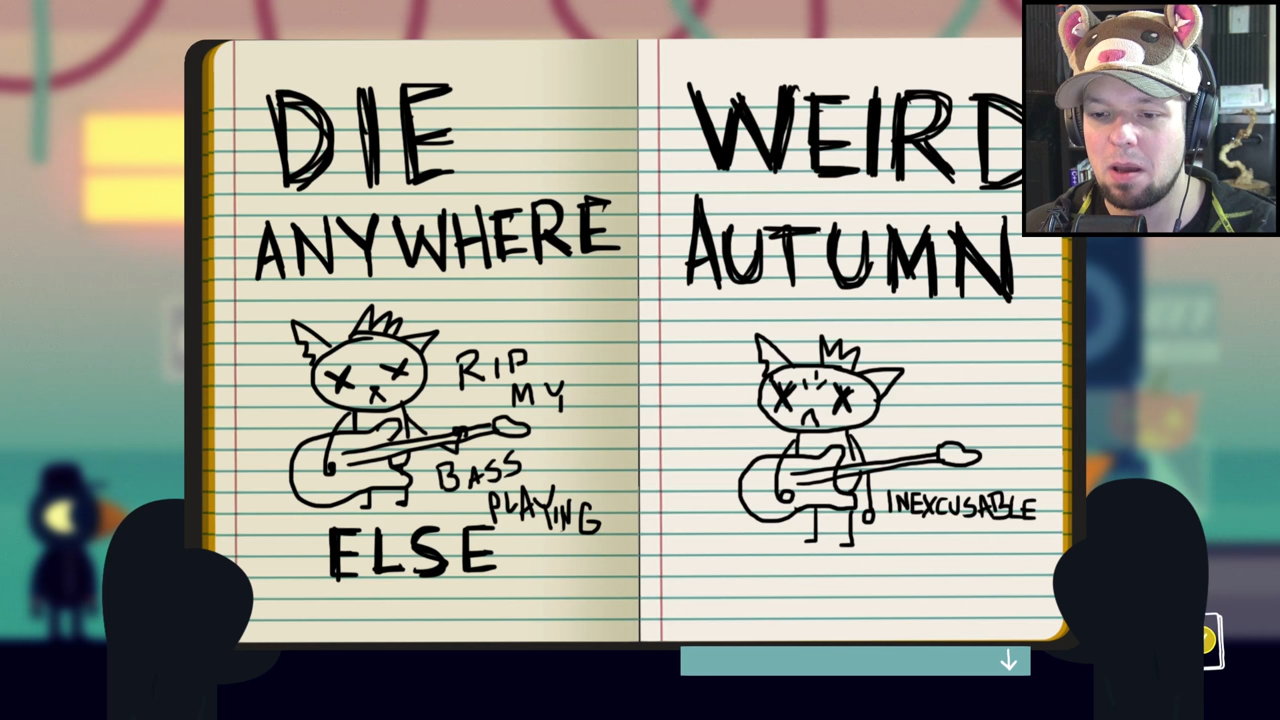 DIE
ANYWHERE
RIP
MY
BASS
PLAYING
ELSE
WEIRD
AUTUMN
INEXCUSABLE